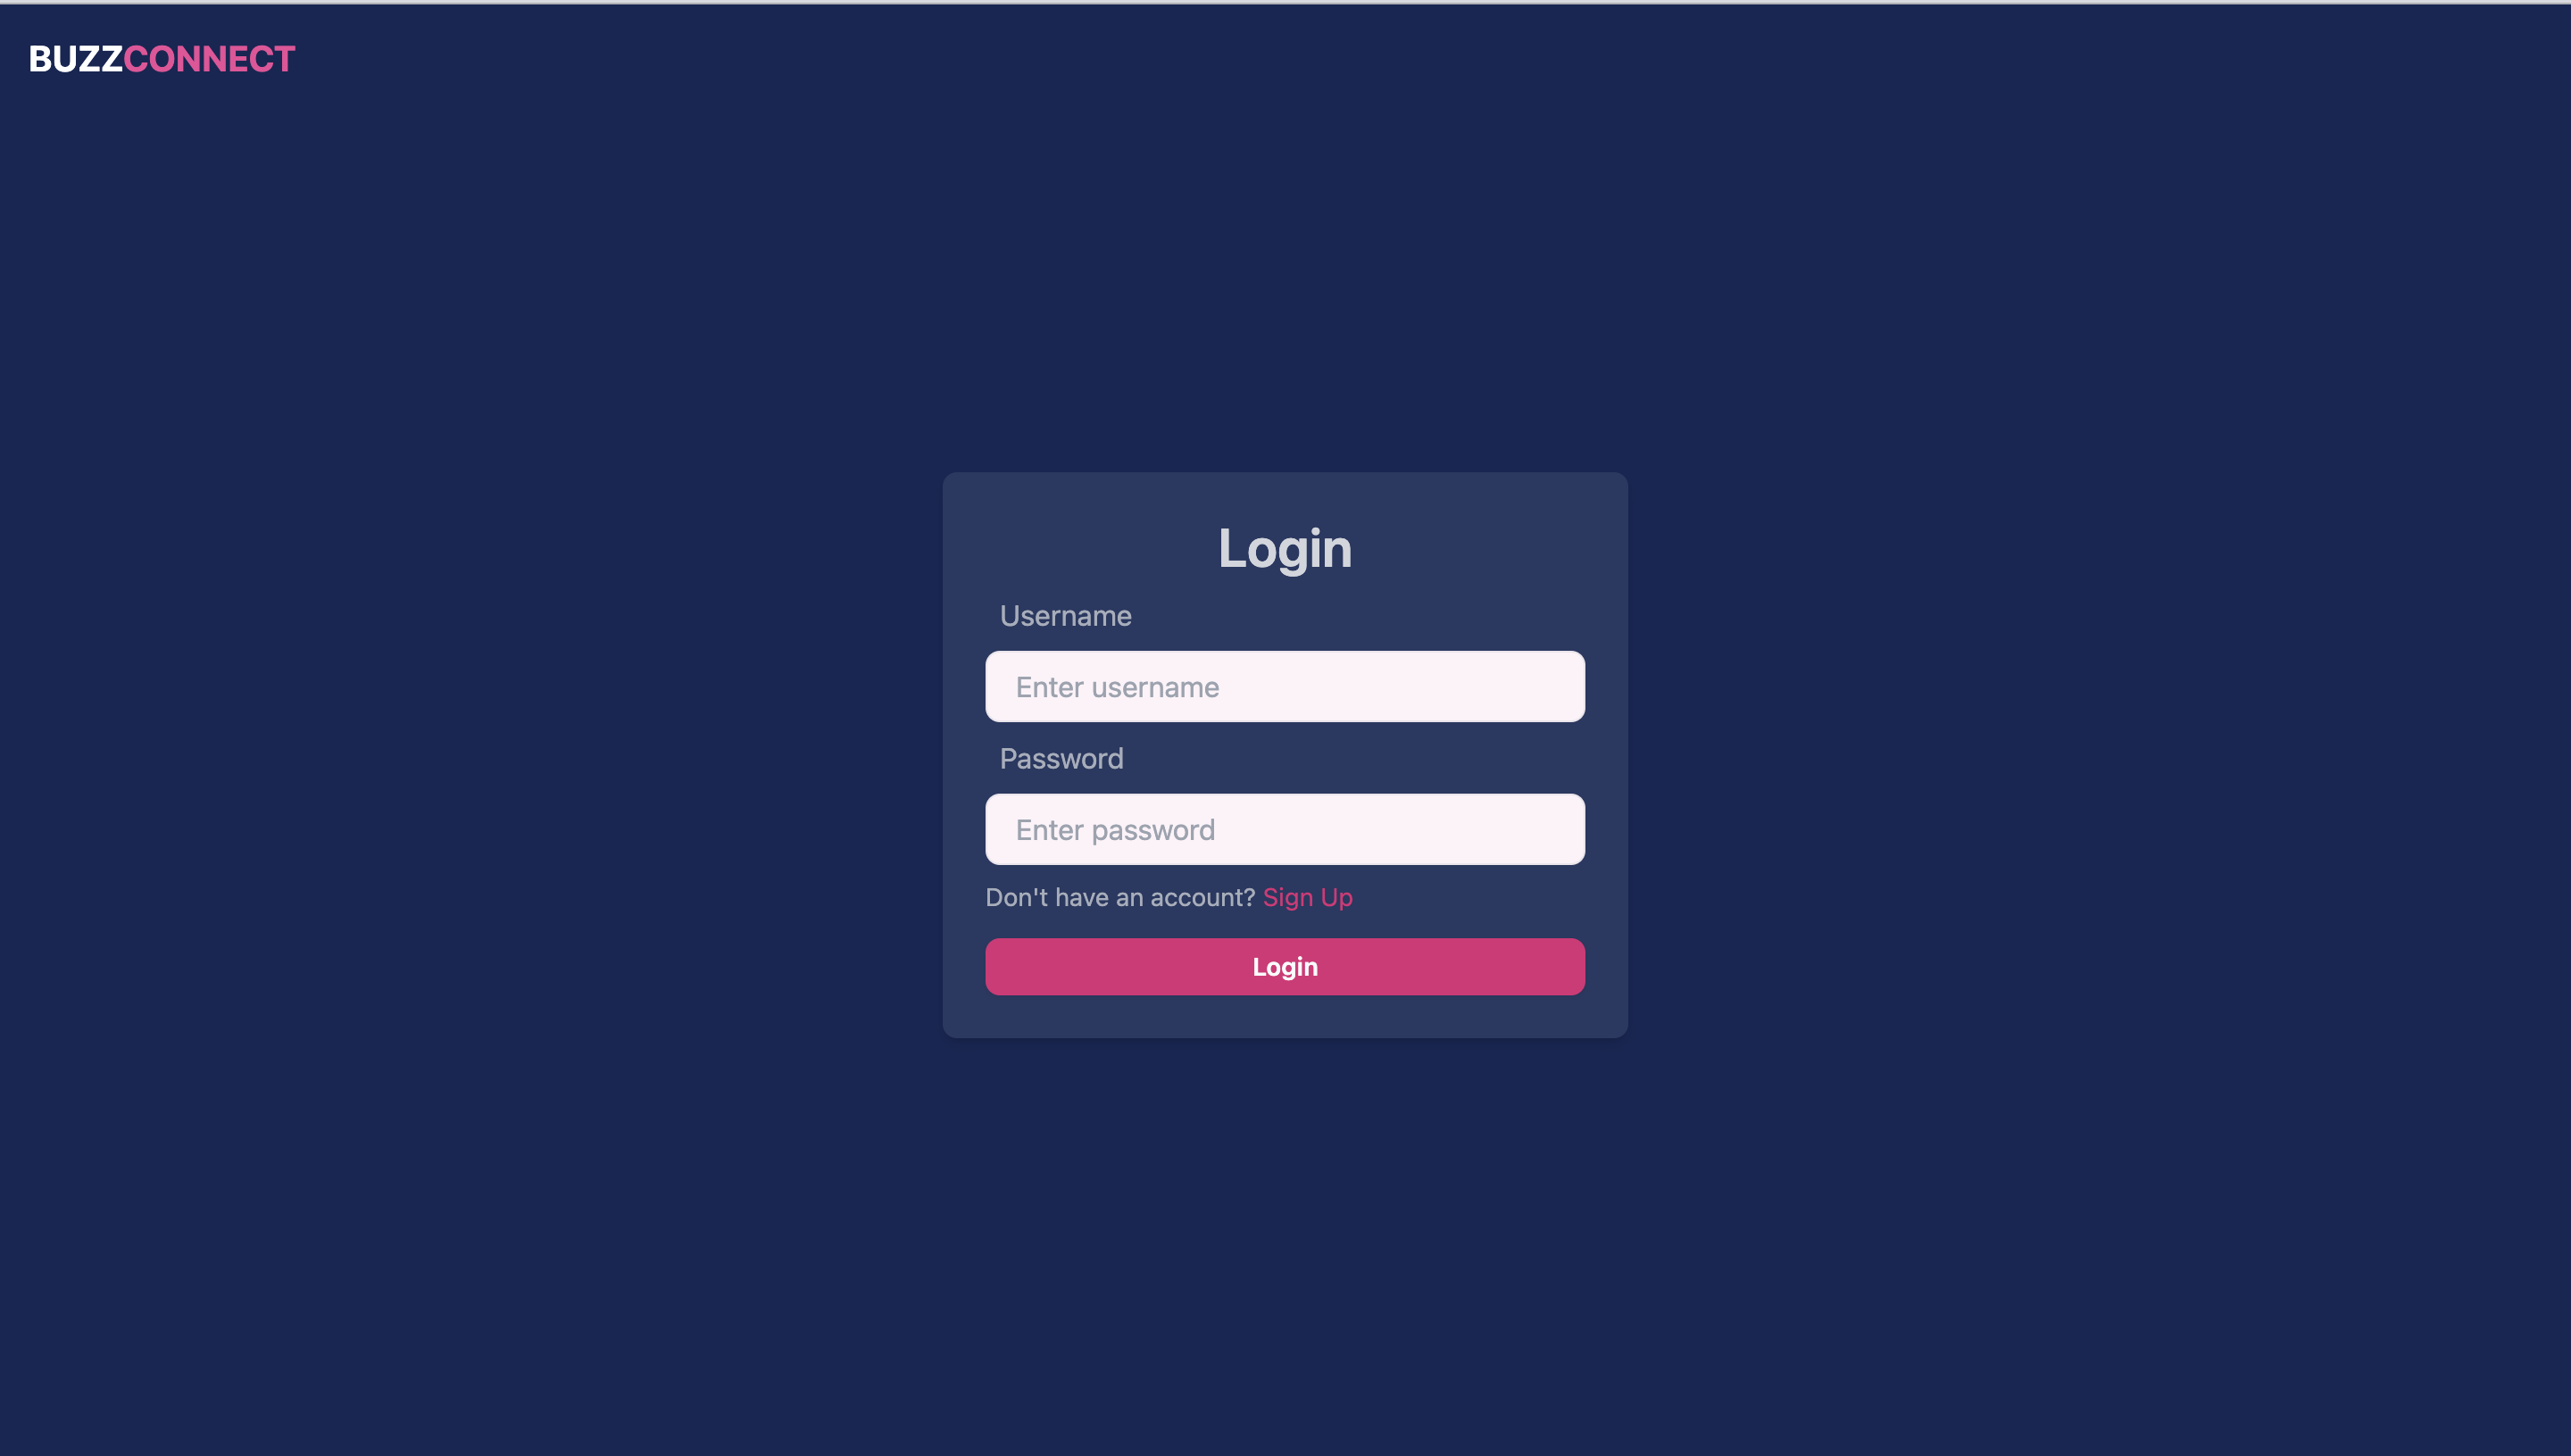 BUZZCONNECT
Login
Username
Enter username
Password
Enter password
Don't have an account? Sign Up
Login